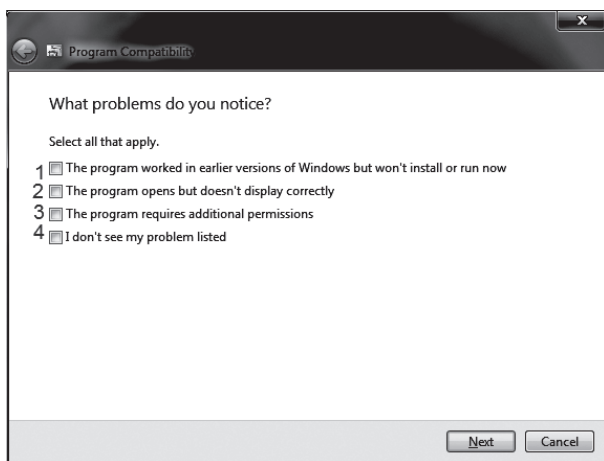 x
Program Compatibility
What problems do you notice?
Select all that apply.
1 The program worked in earlier versions of Windows but won't install or run now
2 The program opens but doesn't display correctly
3 The program requires additional permissions
4 I don't see my problem listed
Next Cancel